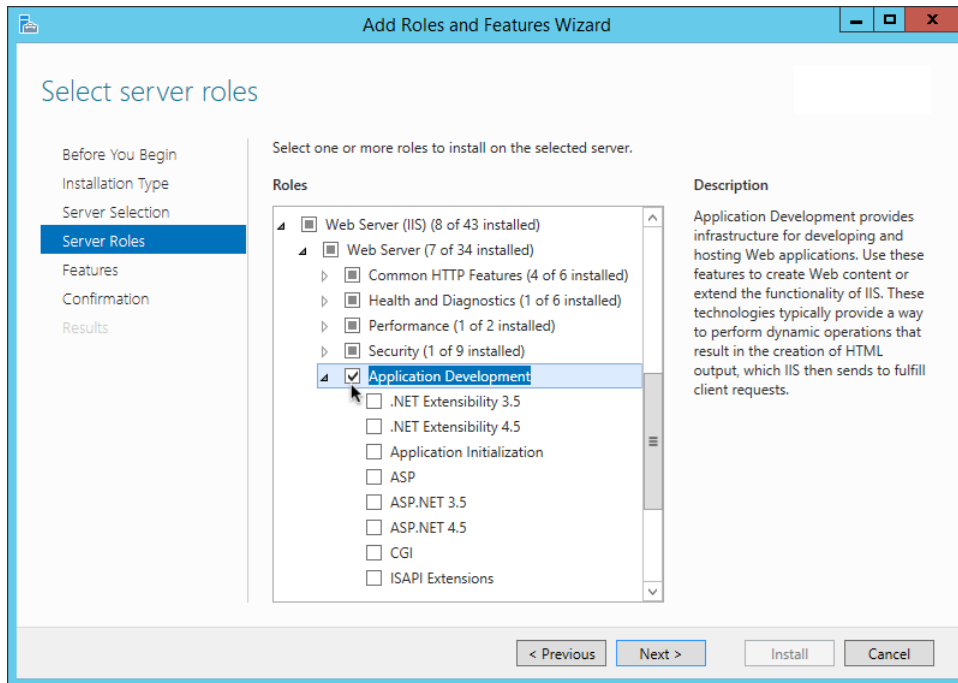 Add Roles and Features Wizard
Select server roles
Before You Begin
Installation Type
Server Selection
Server Roles
Features
Confirmation
Results
Select one or more roles to install on the selected server.
Roles
Web Server (IIS) (8 of 43 installed)
Web Server (7 of 34 installed)
Common HTTP Features (4 of 6 installed)
Health and Diagnostics (1 of 6 installed)
Performance (1 of 2 installed)
Security (1 of 9 installed)
Application Development
.NET Extensibility 3.5
.NET Extensibility 4.5
Application Initialization
ASP
ASP.NET 3.5
ASP.NET 4.5
CGI
ISAPI Extensions
Description
Application Development provides
infrastructure for developing and
hosting Web applications. Use these
features to create Web content or
extend the functionality of IIS. These
technologies typically provide a way
to perform dynamic operations that
result in the creation of HTML
output, which IIS then sends to fulfill
client requests.
< Previous
Next >
Install
Cancel